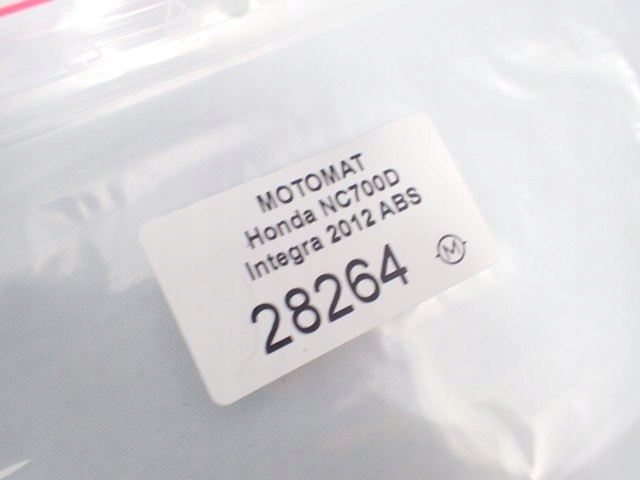 MOTOMAT
Honda NC700D
Integra 2012 ABS
28264
M